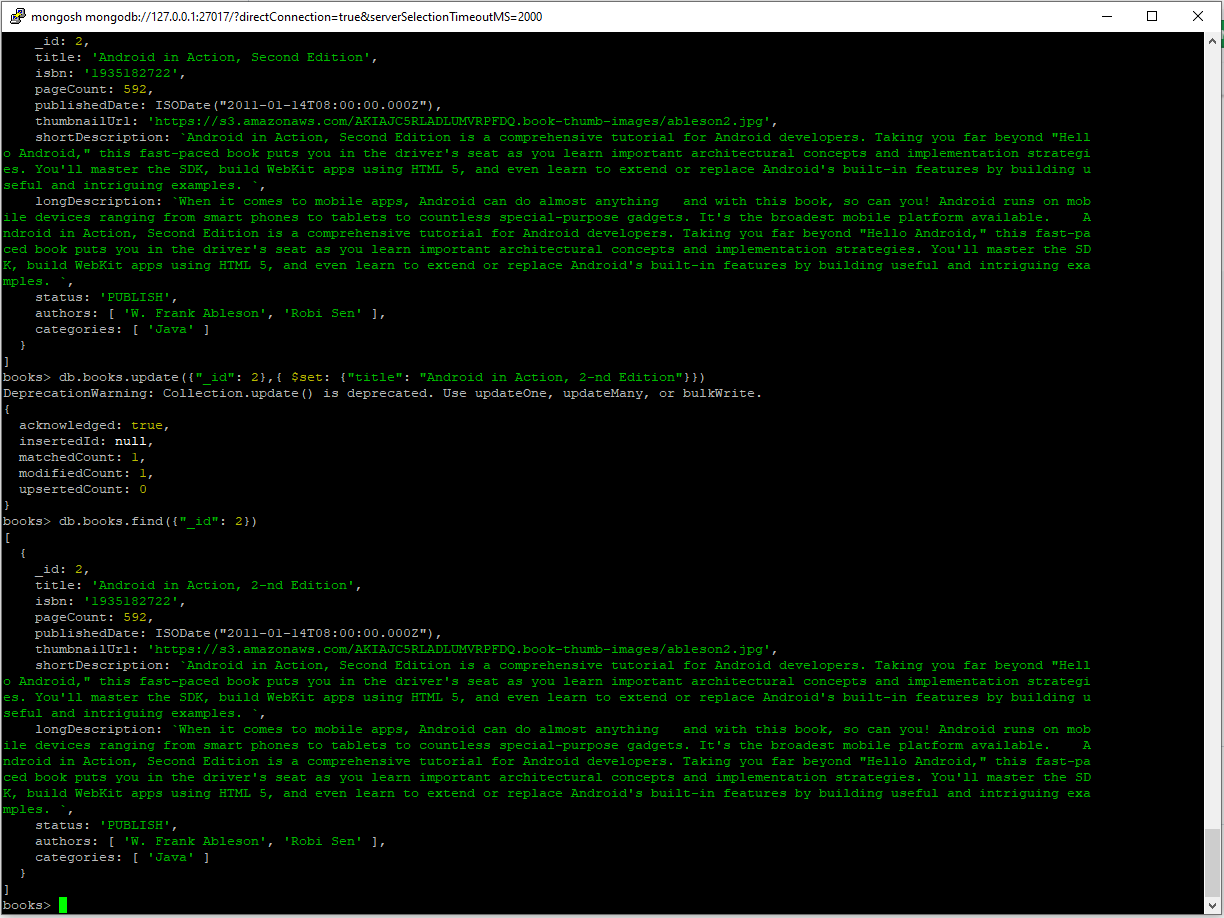 mongosh mongodb://127.0.0.1:27017/?directConnection=true&serverSelectionTimeoutMS=2000
    _id: 2,
    title: 'Android in Action, Second Edition',
    isbn: '1935182722',
    pageCount: 592,
    publishedDate: ISODate("2011-01-14T08:00:00.000Z"),
    thumbnailUrl: 'https://s3.amazonaws.com/AKIAJC5RLADLUMVRPFDQ.book-thumb-images/ableson2.jpg',
    shortDescription: `Android in Action, Second Edition is a comprehensive tutorial for Android developers. Taking you far beyond "Hell
o Android," this fast-paced book puts you in the driver's seat as you learn important architectural concepts and implementation strategi
es. You'll master the SDK, build WebKit apps using HTML 5, and even learn to extend or replace Android's built-in features by building u
seful and intriguing examples. `,
    longDescription: `When it comes to mobile apps, Android can do almost anything   and with this book, so can you! Android runs on mob
ile devices ranging from smart phones to tablets to countless special-purpose gadgets. It's the broadest mobile platform available.    A
ndroid in Action, Second Edition is a comprehensive tutorial for Android developers. Taking you far beyond "Hello Android," this fast-pa
ced book puts you in the driver's seat as you learn important architectural concepts and implementation strategies. You'll master the SD
K, build WebKit apps using HTML 5, and even learn to extend or replace Android's built-in features by building useful and intriguing exa
mples. `,
    status: 'PUBLISH',
    authors: [ 'W. Frank Ableson', 'Robi Sen' ],
    categories: [ 'Java' ]
  }
]
books> db.books.update({"_id": 2},{ $set: {"title": "Android in Action, 2-nd Edition"}})
DeprecationWarning: Collection.update() is deprecated. Use updateOne, updateMany, or bulkWrite.
{
  acknowledged: true,
  insertedId: null,
  matchedCount: 1,
  modifiedCount: 1,
  upsertedCount: 0
}
books> db.books.find({"_id": 2})
[
  {
    _id: 2,
    title: 'Android in Action, 2-nd Edition',
    isbn: '1935182722',
    pageCount: 592,
    publishedDate: ISODate("2011-01-14T08:00:00.000Z"),
    thumbnailUrl: 'https://s3.amazonaws.com/AKIAJC5RLADLUMVRPFDQ.book-thumb-images/ableson2.jpg',
    shortDescription: `Android in Action, Second Edition is a comprehensive tutorial for Android developers. Taking you far beyond "Hell
o Android," this fast-paced book puts you in the driver's seat as you learn important architectural concepts and implementation strategi
es. You'll master the SDK, build WebKit apps using HTML 5, and even learn to extend or replace Android's built-in features by building u
seful and intriguing examples. `,
    longDescription: `When it comes to mobile apps, Android can do almost anything   and with this book, so can you! Android runs on mob
ile devices ranging from smart phones to tablets to countless special-purpose gadgets. It's the broadest mobile platform available.    A
ndroid in Action, Second Edition is a comprehensive tutorial for Android developers. Taking you far beyond "Hello Android," this fast-pa
ced book puts you in the driver's seat as you learn important architectural concepts and implementation strategies. You'll master the SD
K, build WebKit apps using HTML 5, and even learn to extend or replace Android's built-in features by building useful and intriguing exa
mples. `,
    status: 'PUBLISH',
    authors: [ 'W. Frank Ableson', 'Robi Sen' ],
    categories: [ 'Java' ]
  }
]
books>